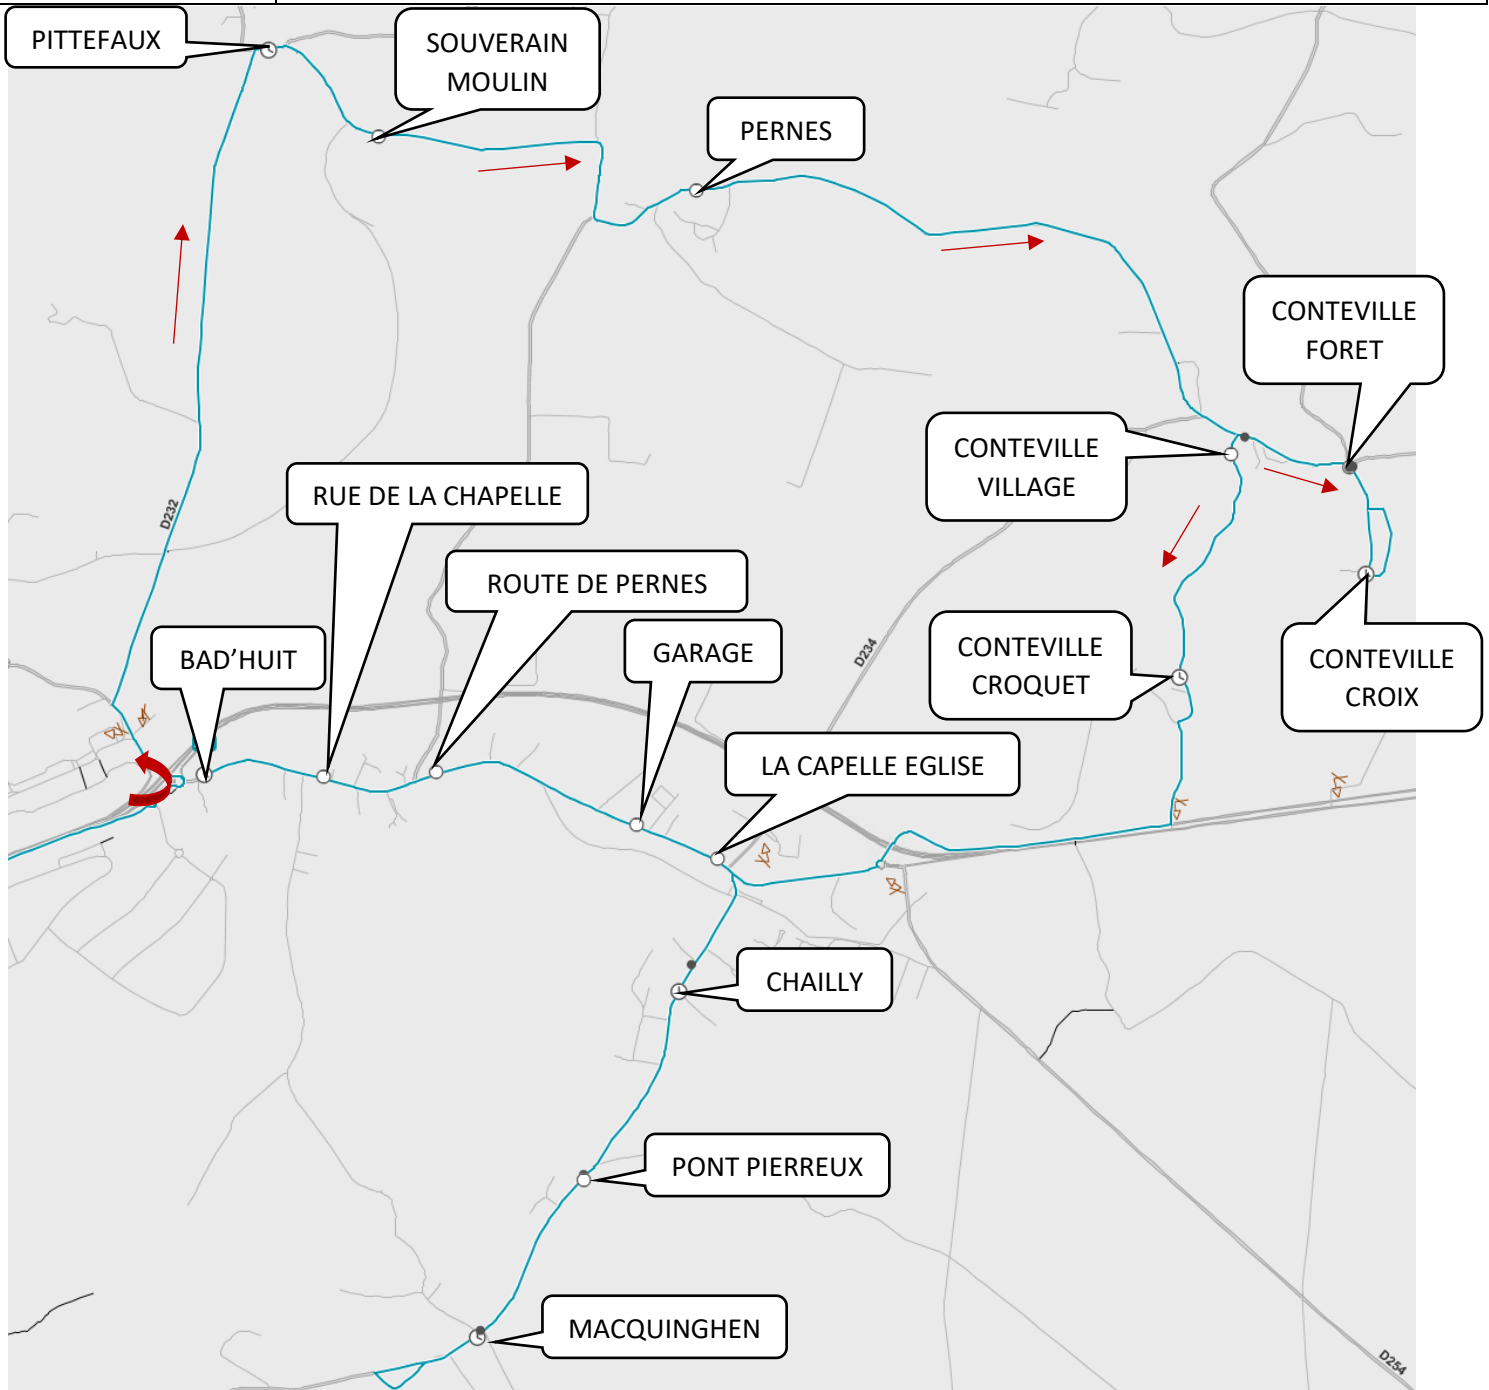 PITTEFAUX
SOUVERAIN
MOULIN
PERNES
CONTEVILLE
FORET
CONTEVILLE
VILLAGE
RUE DE LA CHAPELLE
D232
ROUTE DE PERNES
BAD’HUIT
GARAGE
D234
CONTEVILLE
CROQUET
CONTEVILLE
CROIX
LA CAPELLE EGLISE
CHAILLY
PONT PIERREUX
MACQUINGHEN
D254